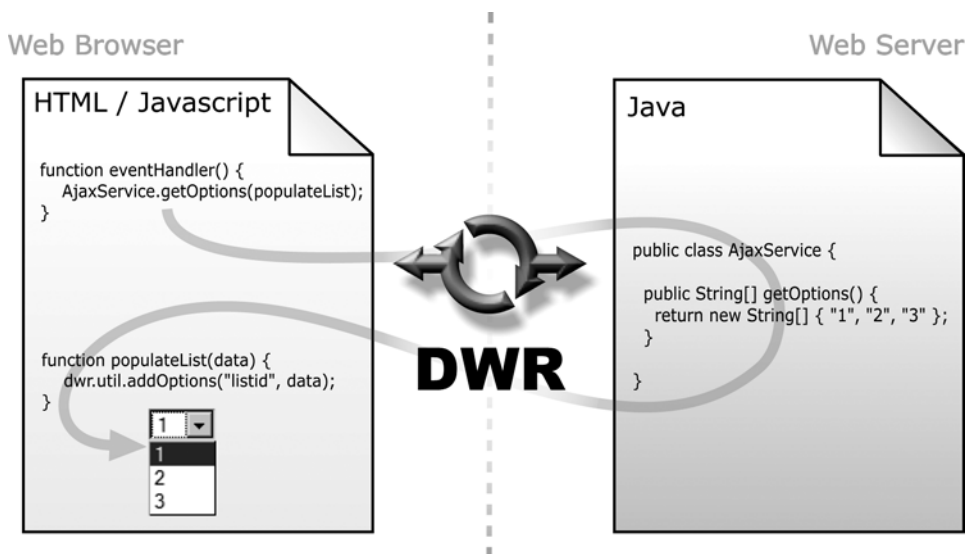 Web Browser
Web Server
HTML / Javascript
function eventHandler() {
AjaxService.getOptions(populateList);
}
function populateList(data) {
dwr.util.addOptions("listid", data);
}
1
1
2
3
DWR
Java
public class AjaxService {
public String[] getOptions() {
return new String[] { "1", "2", "3" };
}
}